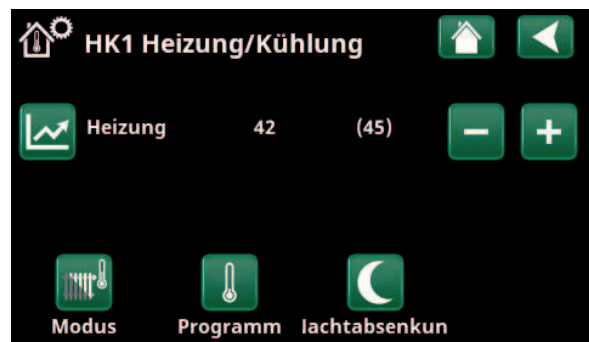 HK1 Heizung/Kühlung
Heizung 42 (45)
Modus Programm lachtabsenkun